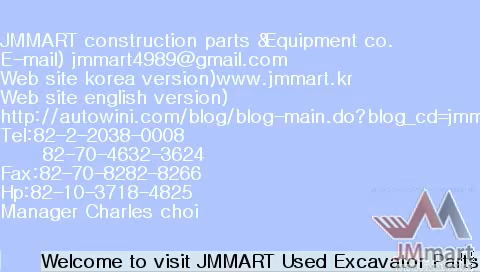 JMMART construction parts &Equipment co.
E-mail) jmmart4989@gmail.com
Web site korea version)www.jmmart.kr
Web site english version)
http://autowini.com/blog/blog-main.do?blog_cd=jmm
Tel:82-2-2038-0008
82-70-4632-3624
Fax:82-70-8282-8266
Hp:82-10-3718-4825
Manager Charles choi
JMmart
Welcome to visit JMMART Used Excavator Parts